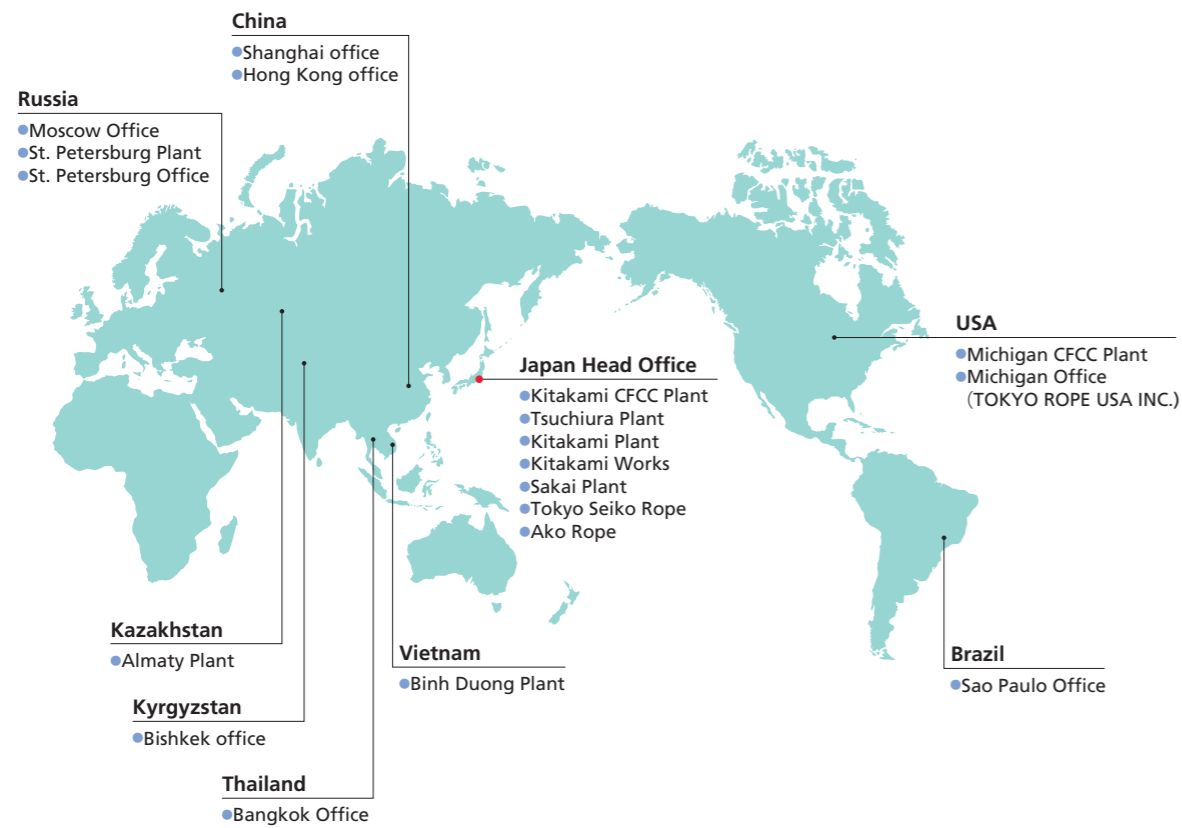 China
●Shanghai office
●Hong Kong office
Russia
●Moscow Office
●St. Petersburg Plant
●St. Petersburg Office
USA
●Michigan CFCC Plant
●Michigan Office
(TOKYO ROPE USA INC.)
Japan Head Office
●Kitakami CFCC Plant
●Tsuchiura Plant
●Kitakami Plant
●Kitakami Works
●Sakai Plant
●Tokyo Seiko Rope
●Ako Rope
Kazakhstan
●Almaty Plant
Vietnam
●Binh Duong Plant
Brazil
●Sao Paulo Office
Kyrgyzstan
●Bishkek office
Thailand
●Bangkok Office